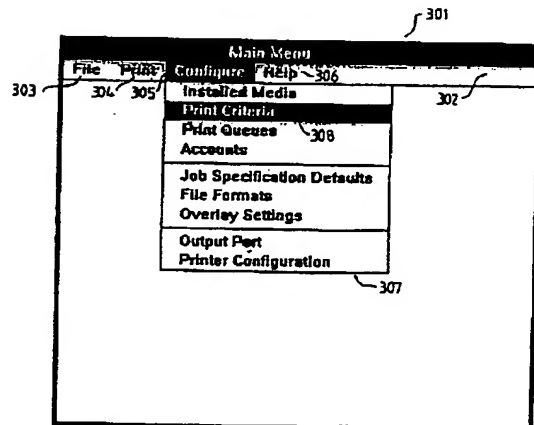 301
Main Menu
File Print Configure Help 306
303 304 305 302
Installed Media
Print Criteria
308
Print Queues
Accounts
Job Specification Defaults
File Formats
Overlay Settings
Output Port
Printer Configuration
307